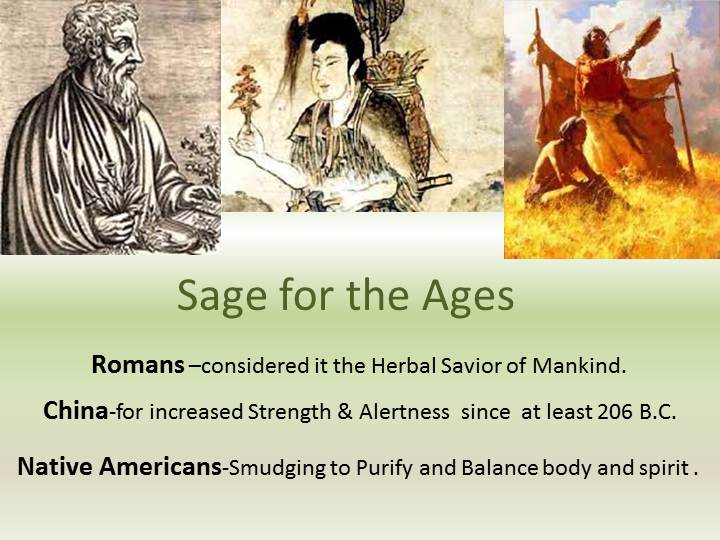 Sage for the Ages
Romans –considered it the Herbal Savior of Mankind.
China-for increased Strength & Alertness since at least 206 B.C.
Native Americans-Smudging to Purify and Balance body and spirit .